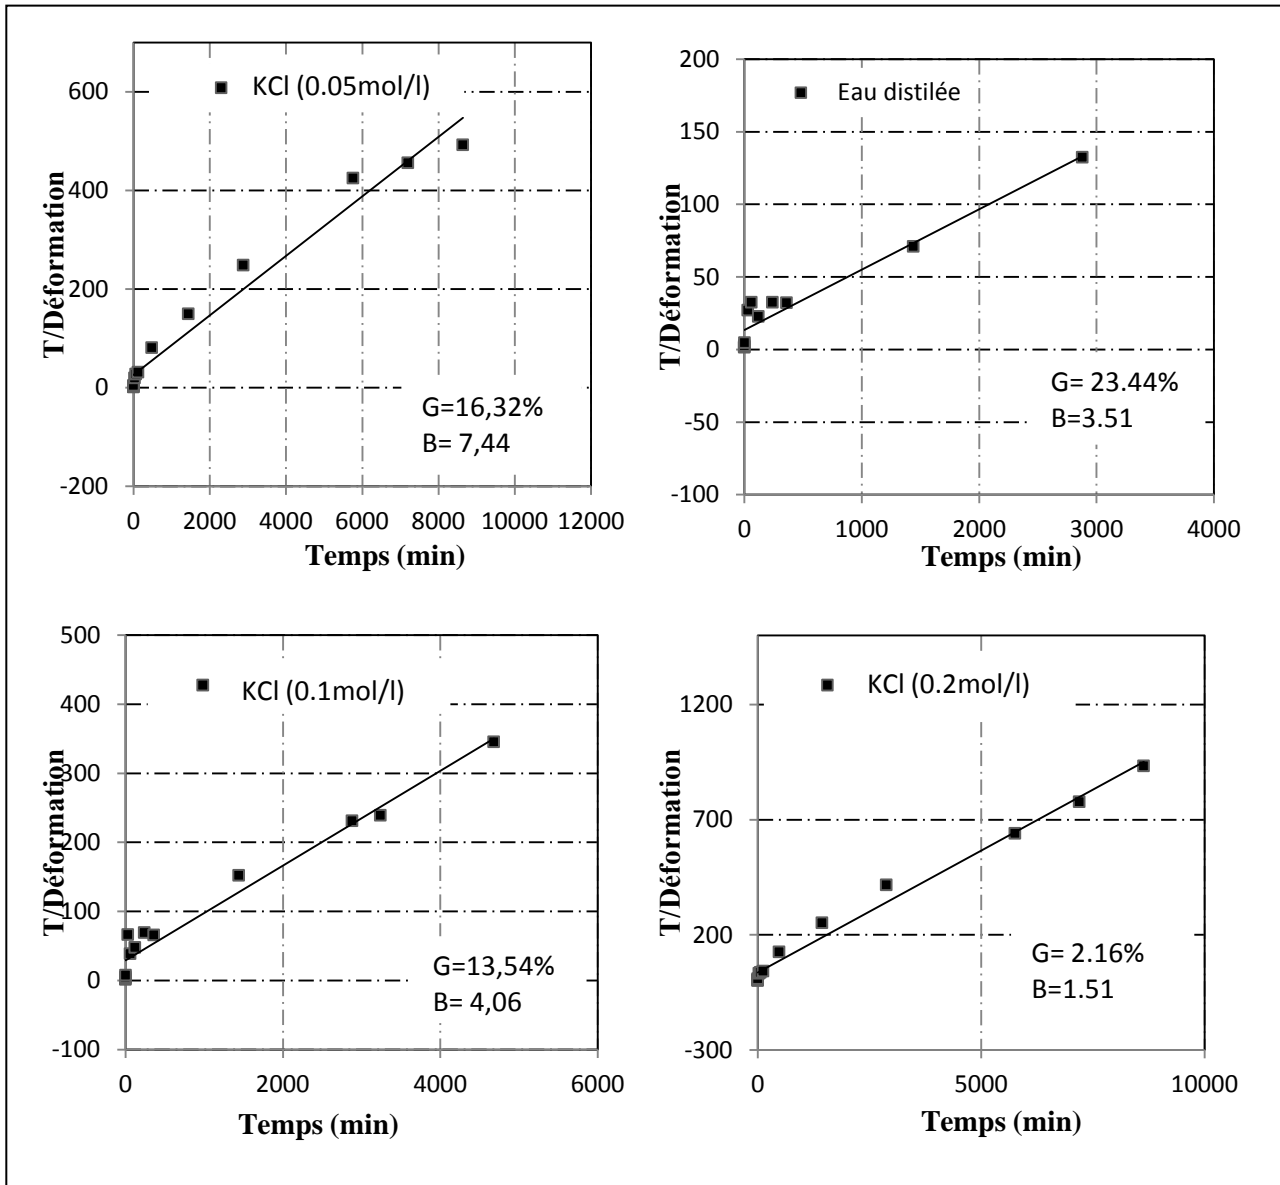 KCl (0.05mol/l)
T/Déformation
600
400
200
0
-200
0 2000 4000 6000 8000 10000 12000
Temps (min)
G=16,32%
B= 7,44
Eau distilée
T/Déformation
200
150
100
50
0
-50
-100
0 1000 2000 3000 4000
Temps (min)
G= 23.44%
B=3.51
KCl (0.1mol/l)
T/Déformation
500
400
300
200
100
0
-100
0 2000 4000 6000
Temps (min)
G=13,54%
B= 4,06
KCl (0.2mol/l)
T/Déformation
1200
700
200
-300
0 5000 10000
Temps (min)
G= 2.16%
B=1.51